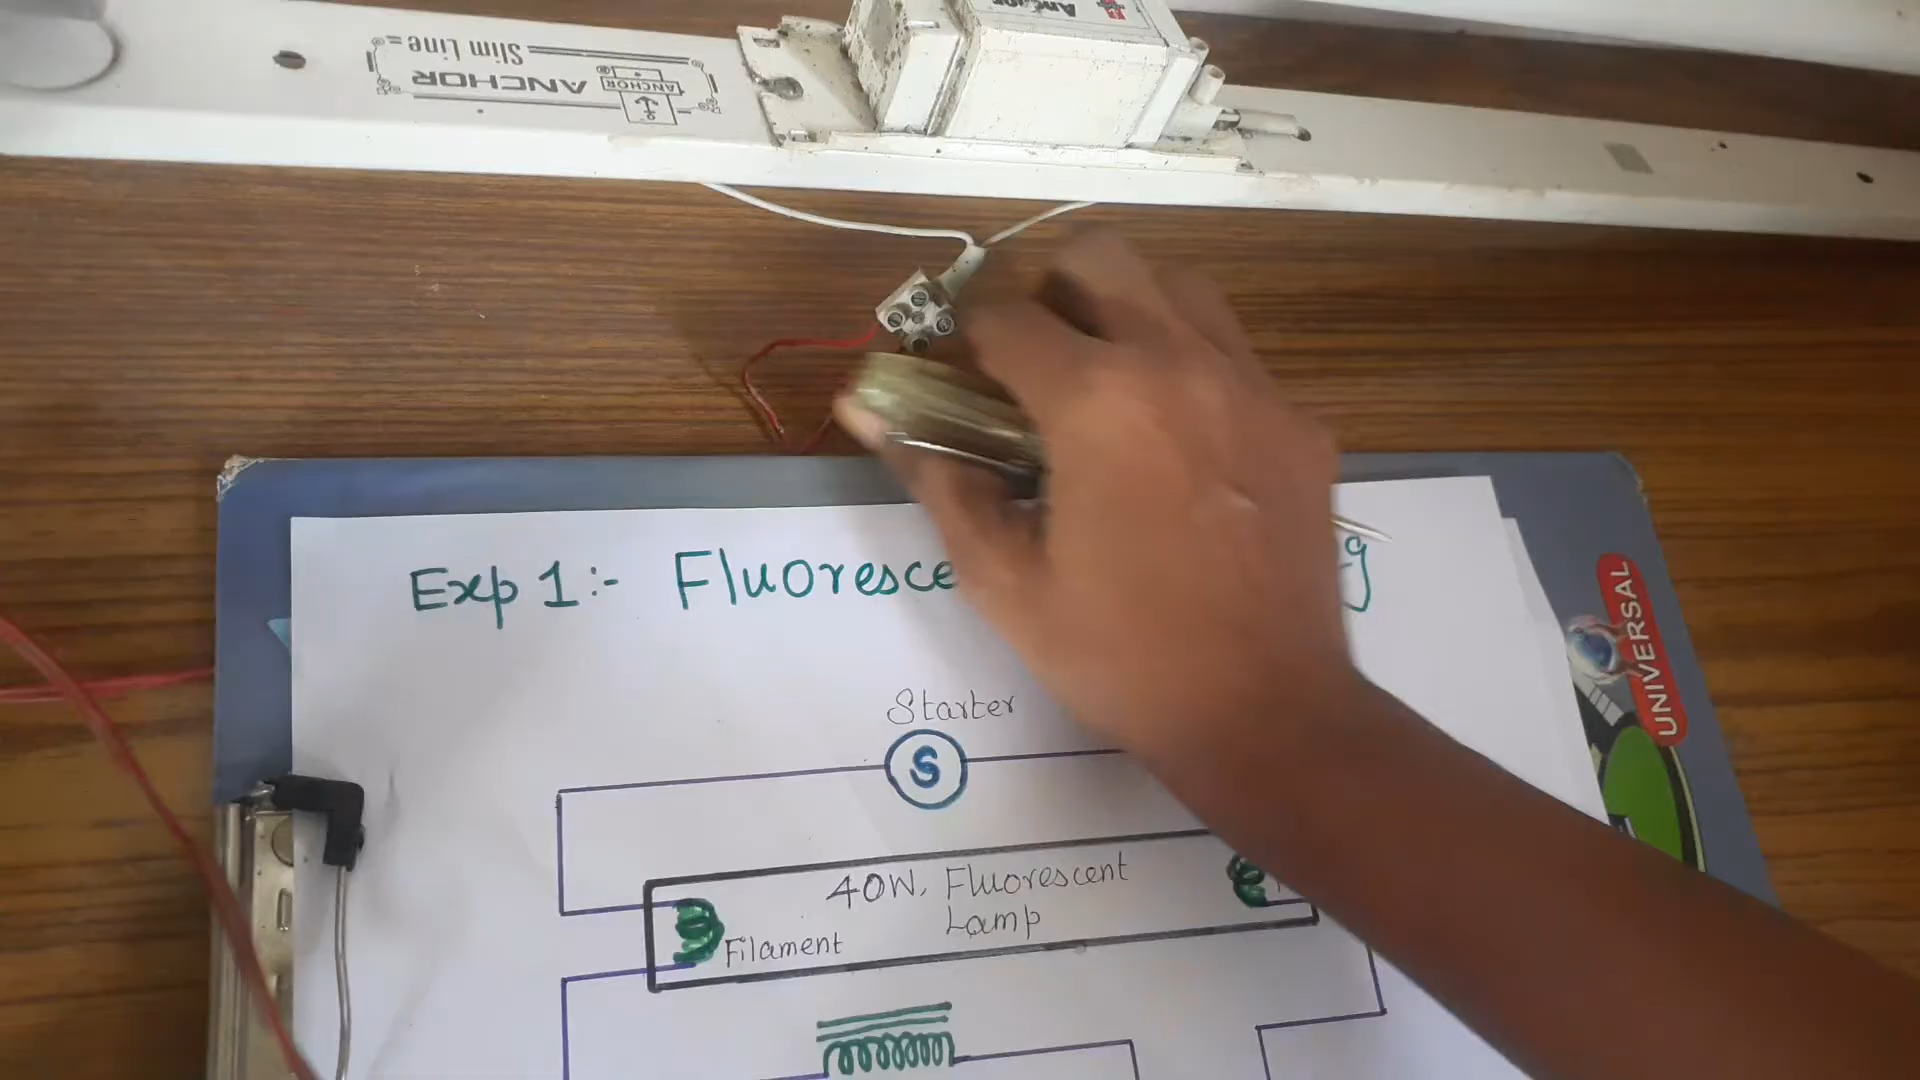 Anchor
Slim Line
ANCHOR
ANCHOR
Exp 1:- Fluoresce
g
Starter
S
40W, Fluorescent
Lamp
Filament
UNIVERSAL